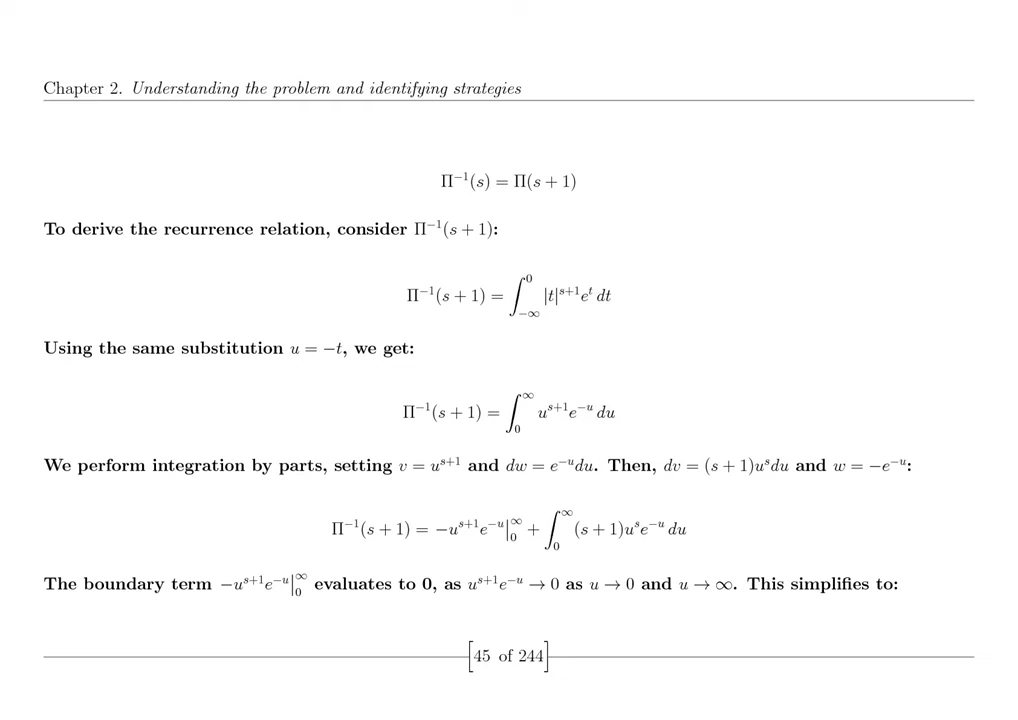 Chapter 2. Understanding the problem and identifying strategies
Π⁻¹(s) = Π(s + 1)
To derive the recurrence relation, consider Π⁻¹(s + 1):
Π⁻¹(s + 1) = ∫_{−∞}^{0} |t|^{s+1} e^{t} dt
Using the same substitution u = −t, we get:
Π⁻¹(s + 1) = ∫_{0}^{∞} u^{s+1} e^{−u} du
We perform integration by parts, setting v = u^{s+1} and dw = e^{−u}du. Then, dv = (s + 1)u^{s}du and w = −e^{−u}:
Π⁻¹(s + 1) = −u^{s+1}e^{−u}|_{0}^{∞} + ∫_{0}^{∞} (s + 1)u^{s}e^{−u} du
The boundary term −u^{s+1}e^{−u}|_{0}^{∞} evaluates to 0, as u^{s+1}e^{−u} → 0 as u → 0 and u → ∞. This simplifies to:
[45 of 244]